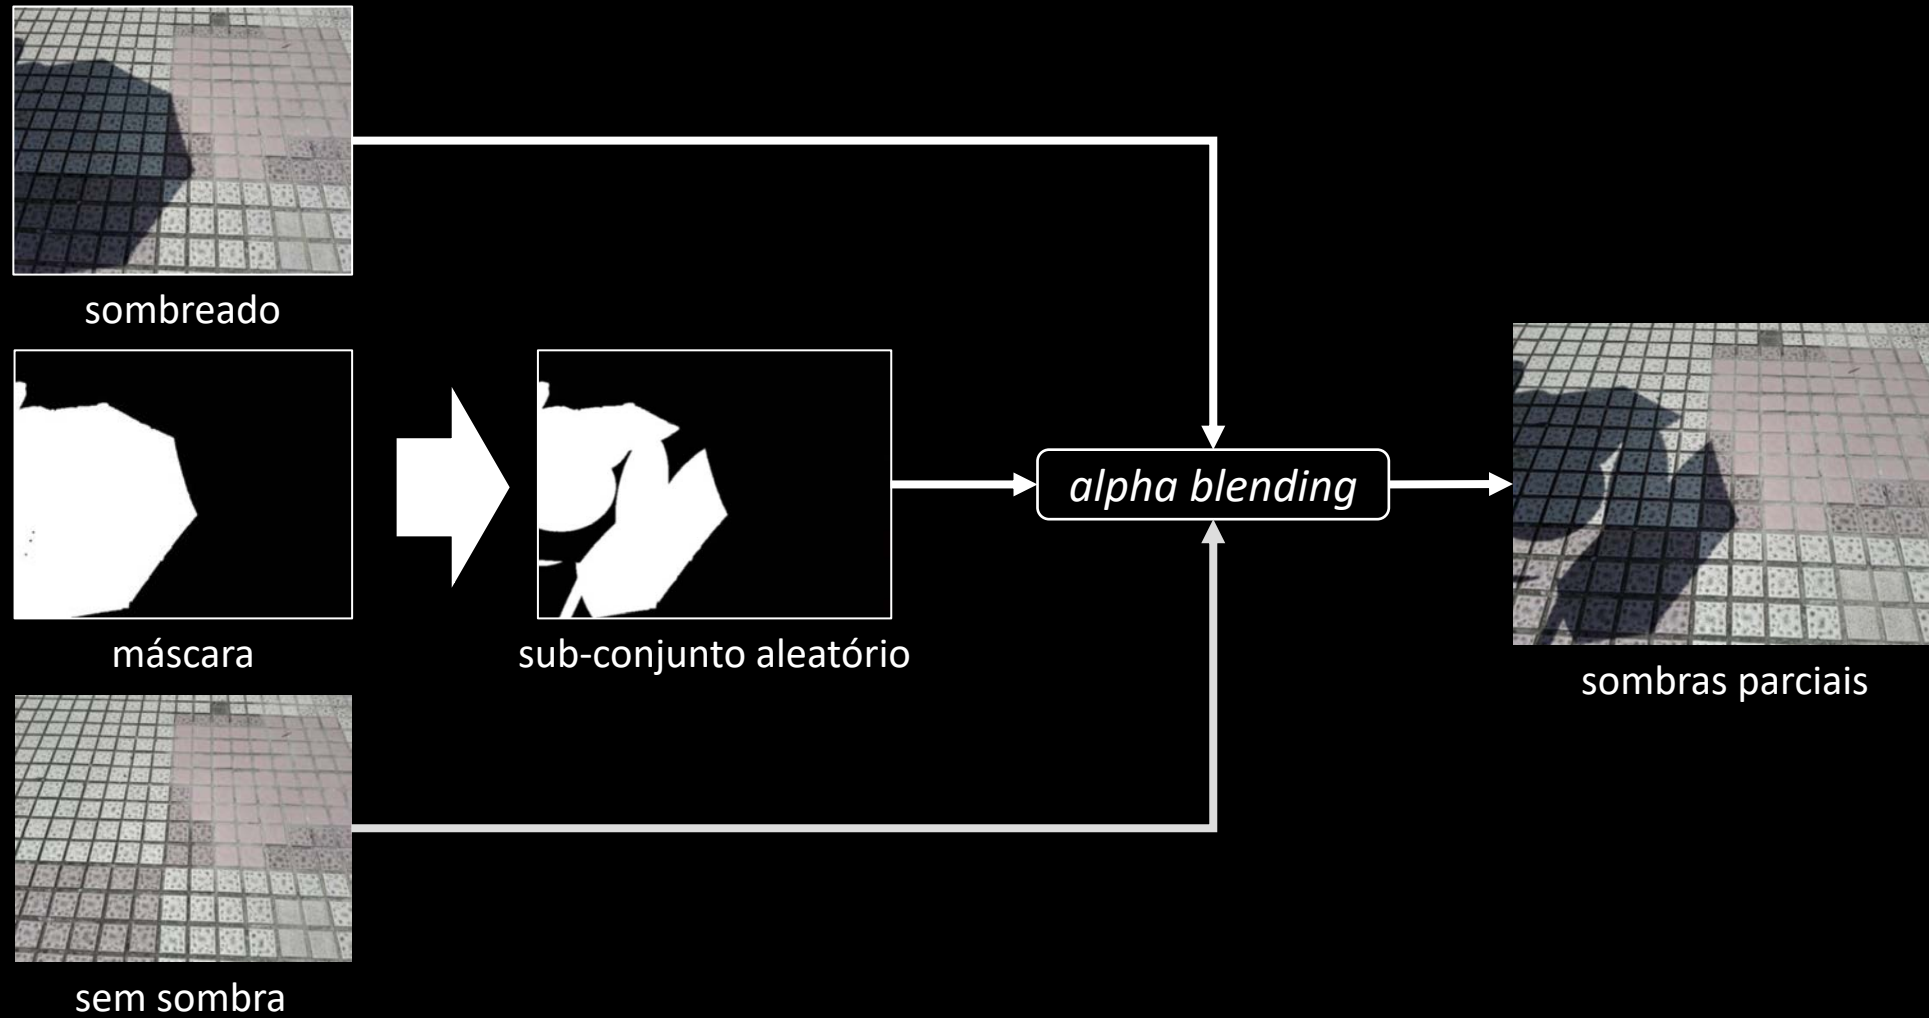 sombreado
máscara
sub-conjunto aleatório
alpha blending
sombras parciais
sem sombra